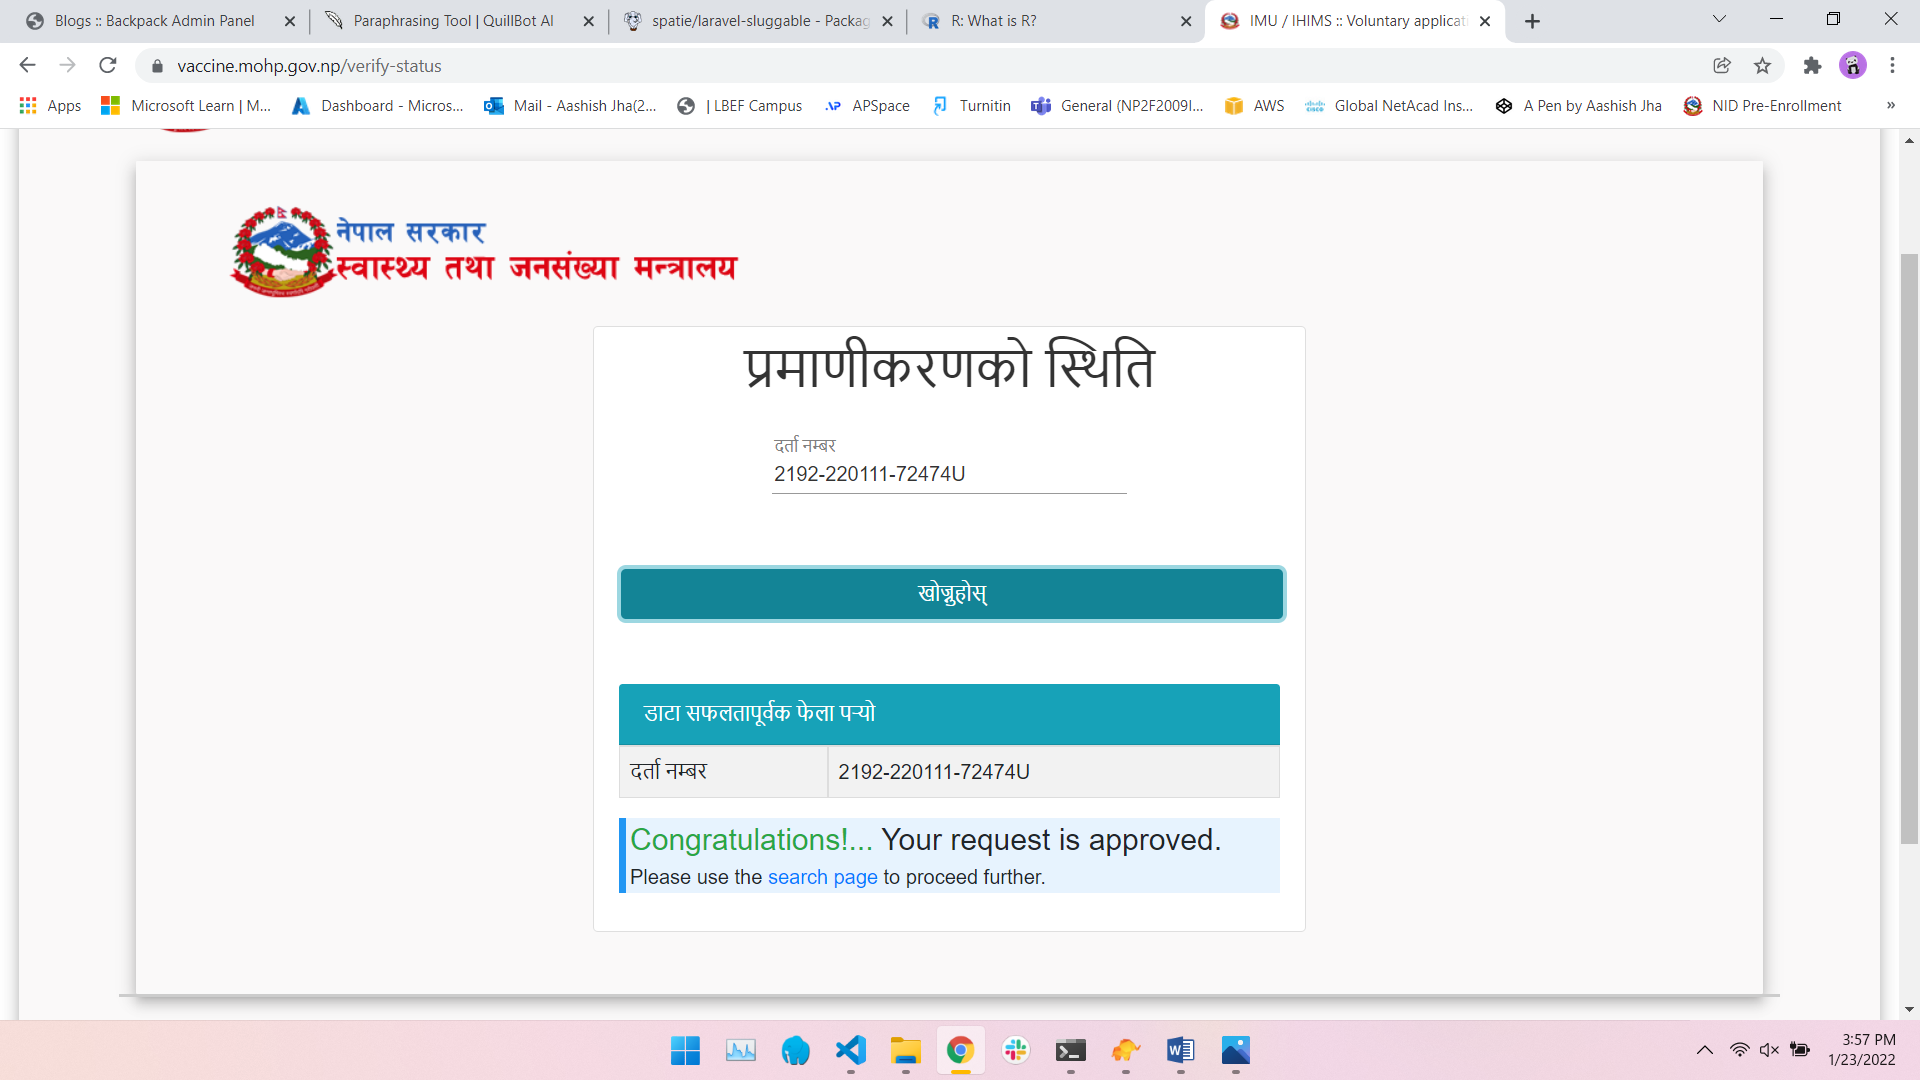 Blogs :: Backpack Admin Panel
Paraphrasing Tool | QuillBot AI
spatie/laravel-sluggable - Packag
R: What is R?
IMU / IHIMS :: Voluntary applicati
vaccine.mohp.gov.np/verify-status
Apps
Microsoft Learn | M...
Dashboard - Micros...
Mail - Aashish Jha(2...
| LBEF Campus
APSpace
Turnitin
General (NP2F2009I...
AWS
Global NetAcad Ins...
A Pen by Aashish Jha
NID Pre-Enrollment
»
नेपाल सरकार
स्वास्थ्य तथा जनसंख्या मन्त्रालय
प्रमाणीकरणको स्थिति
दर्ता नम्बर
2192-220111-72474U
खोज्नुहोस्
डाटा सफलतापूर्वक फेला पऱ्यो
दर्ता नम्बर 2192-220111-72474U
Congratulations!... Your request is approved.
Please use the search page to proceed further.
3:57 PM
1/23/2022